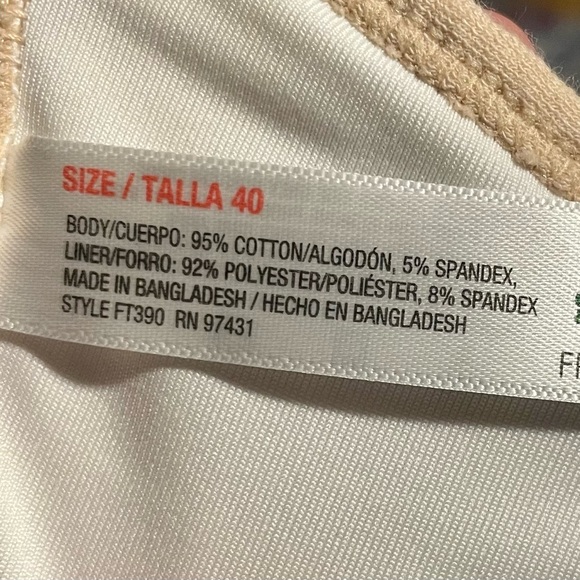 SIZE / TALLA 40
BODY/CUERPO: 95% COTTON/ALGODÓN, 5% SPANDEX,
LINER/FORRO: 92% POLYESTER/POLIÉSTER, 8% SPANDEX
MADE IN BANGLADESH / HECHO EN BANGLADESH
STYLE FT390 RN 97431